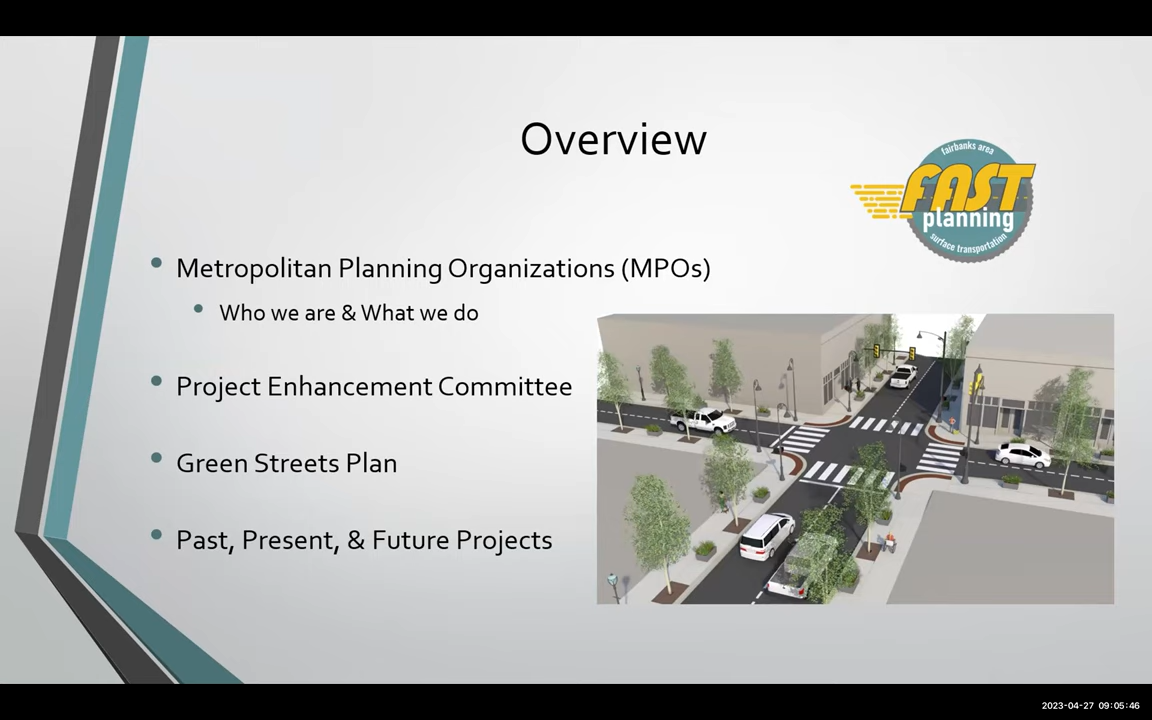 Overview
fairbanks area
FAST
planning
surface transportation
• Metropolitan Planning Organizations (MPOs)
• Who we are & What we do
• Project Enhancement Committee
• Green Streets Plan
• Past, Present, & Future Projects
2023-04-27 09:05:46